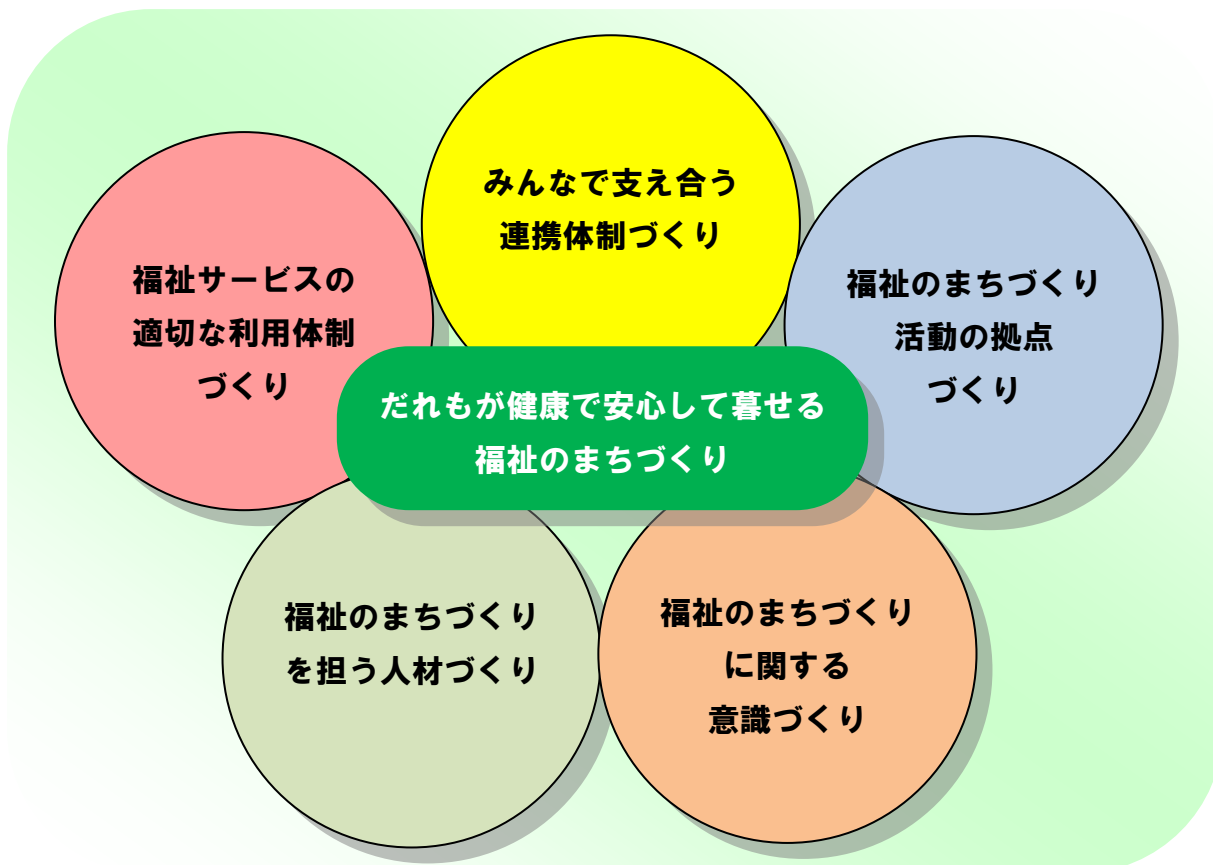 みんなで支え合う
連携体制づくり
福祉サービスの
適切な利用体制
づくり
福祉のまちづくり
活動の拠点
づくり
だれもが健康で安心して暮せる
福祉のまちづくり
福祉のまちづくり
を担う人材づくり
福祉のまちづくり
に関する
意識づくり